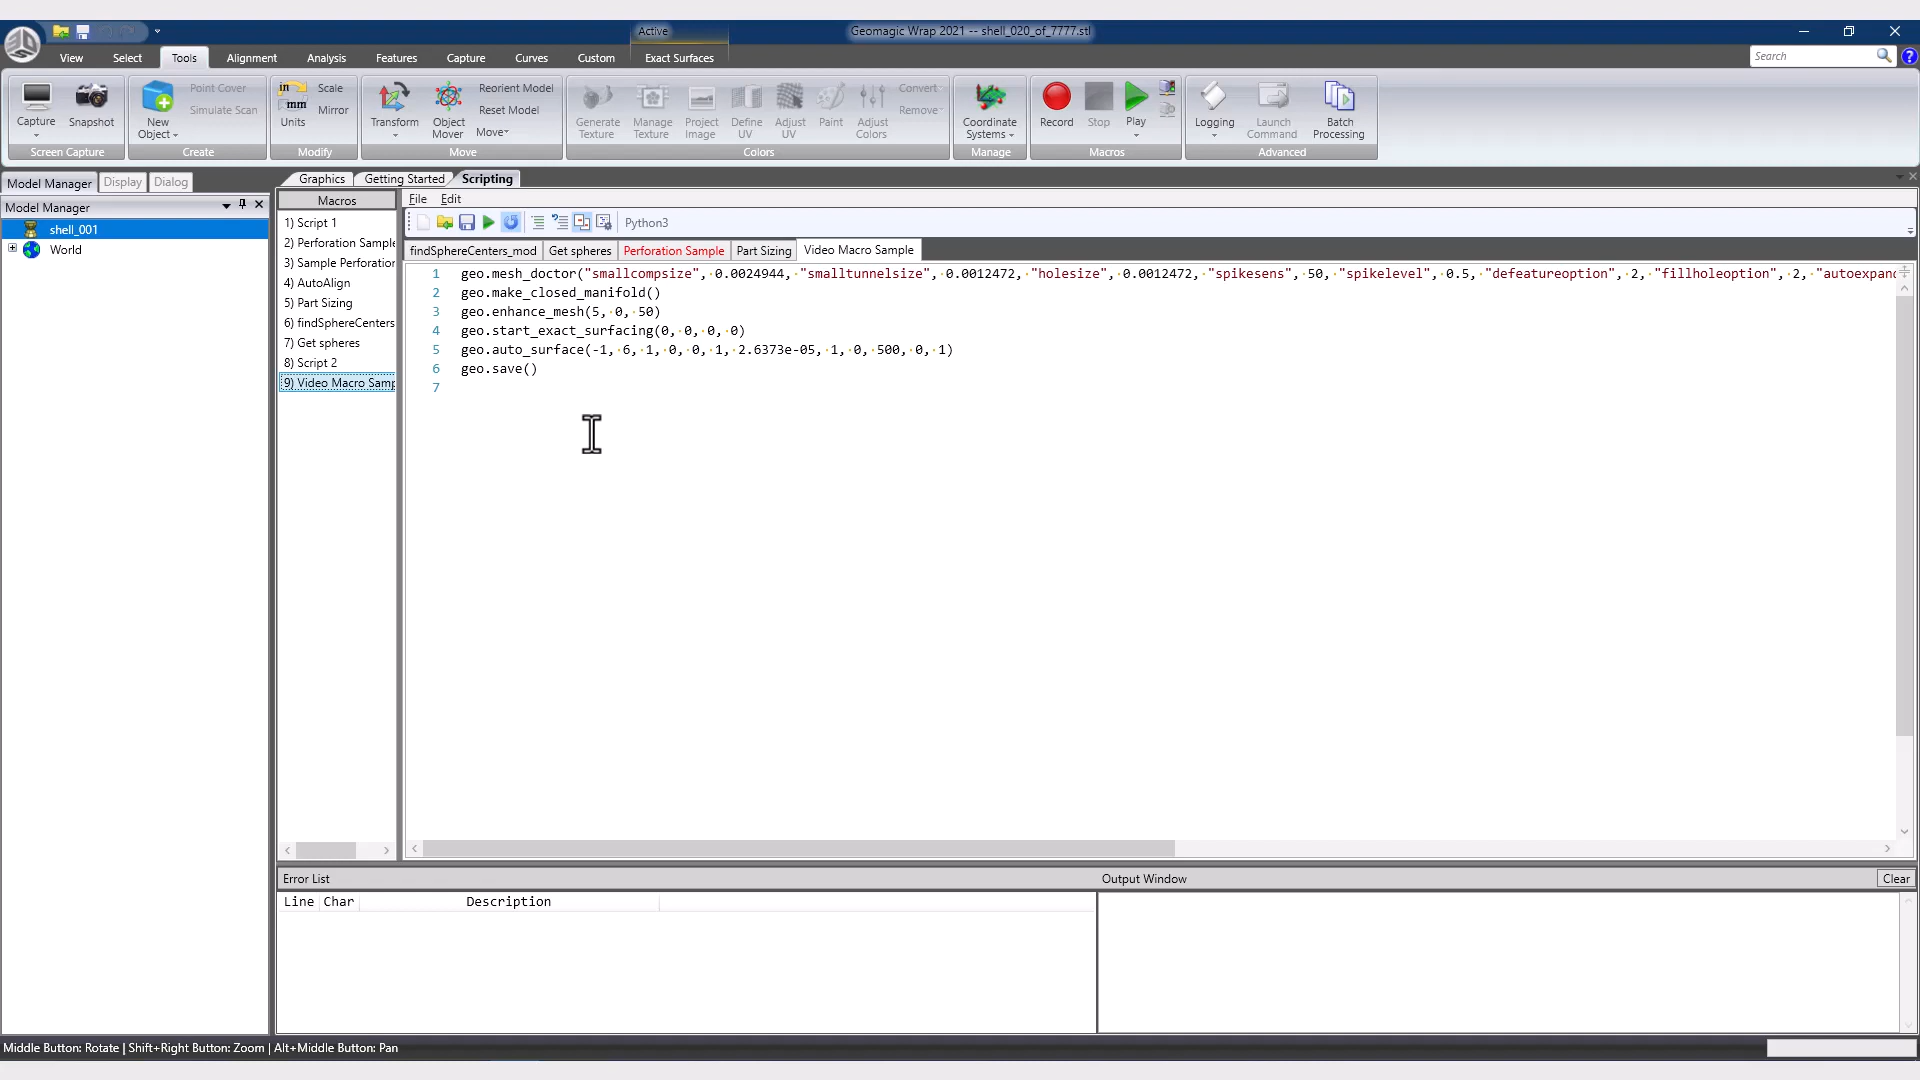 Active
Geomagic Wrap 2021 -- shell_020_of_7777.stl
View Select Tools Alignment Analysis Features Capture Curves Custom Exact Surfaces
Search
Capture
Snapshot
Screen Capture
New Object
Point Cover
Simulate Scan
Create
in
mm
Units
Scale
Mirror
Modify
Transform
Object Mover
Reorient Model
Reset Model
Move
Move
Generate Texture
Manage Texture
Project Image
Define UV
Adjust UV
Paint
Adjust Colors
Convert
Remove
Colors
Coordinate Systems
Manage
Record
Stop
Play
Macros
Logging
Launch Command
Batch Processing
Advanced
Model Manager Display Dialog
Graphics Getting Started Scripting
Model Manager
shell_001
World
Macros
1) Script 1
2) Perforation Sample
3) Sample Perforation
4) AutoAlign
5) Part Sizing
6) findSphereCenters
7) Get spheres
8) Script 2
9) Video Macro Samp
File Edit
Python3
findSphereCenters_mod Get spheres Perforation Sample Part Sizing Video Macro Sample
1 geo.mesh_doctor("smallcompsize", 0.0024944, "smalltunnelsize", 0.0012472, "holesize", 0.0012472, "spikesens", 50, "spikelevel", 0.5, "defeatureoption", 2, "fillholeoption", 2, "autoexpand
2 geo.make_closed_manifold()
3 geo.enhance_mesh(5, 0, 50)
4 geo.start_exact_surfacing(0, 0, 0, 0)
5 geo.auto_surface(-1, 6, 1, 0, 0, 1, 2.6373e-05, 1, 0, 500, 0, 1)
6 geo.save()
7
Error List
Line Char Description
Output Window
Clear
Middle Button: Rotate | Shift+Right Button: Zoom | Alt+Middle Button: Pan